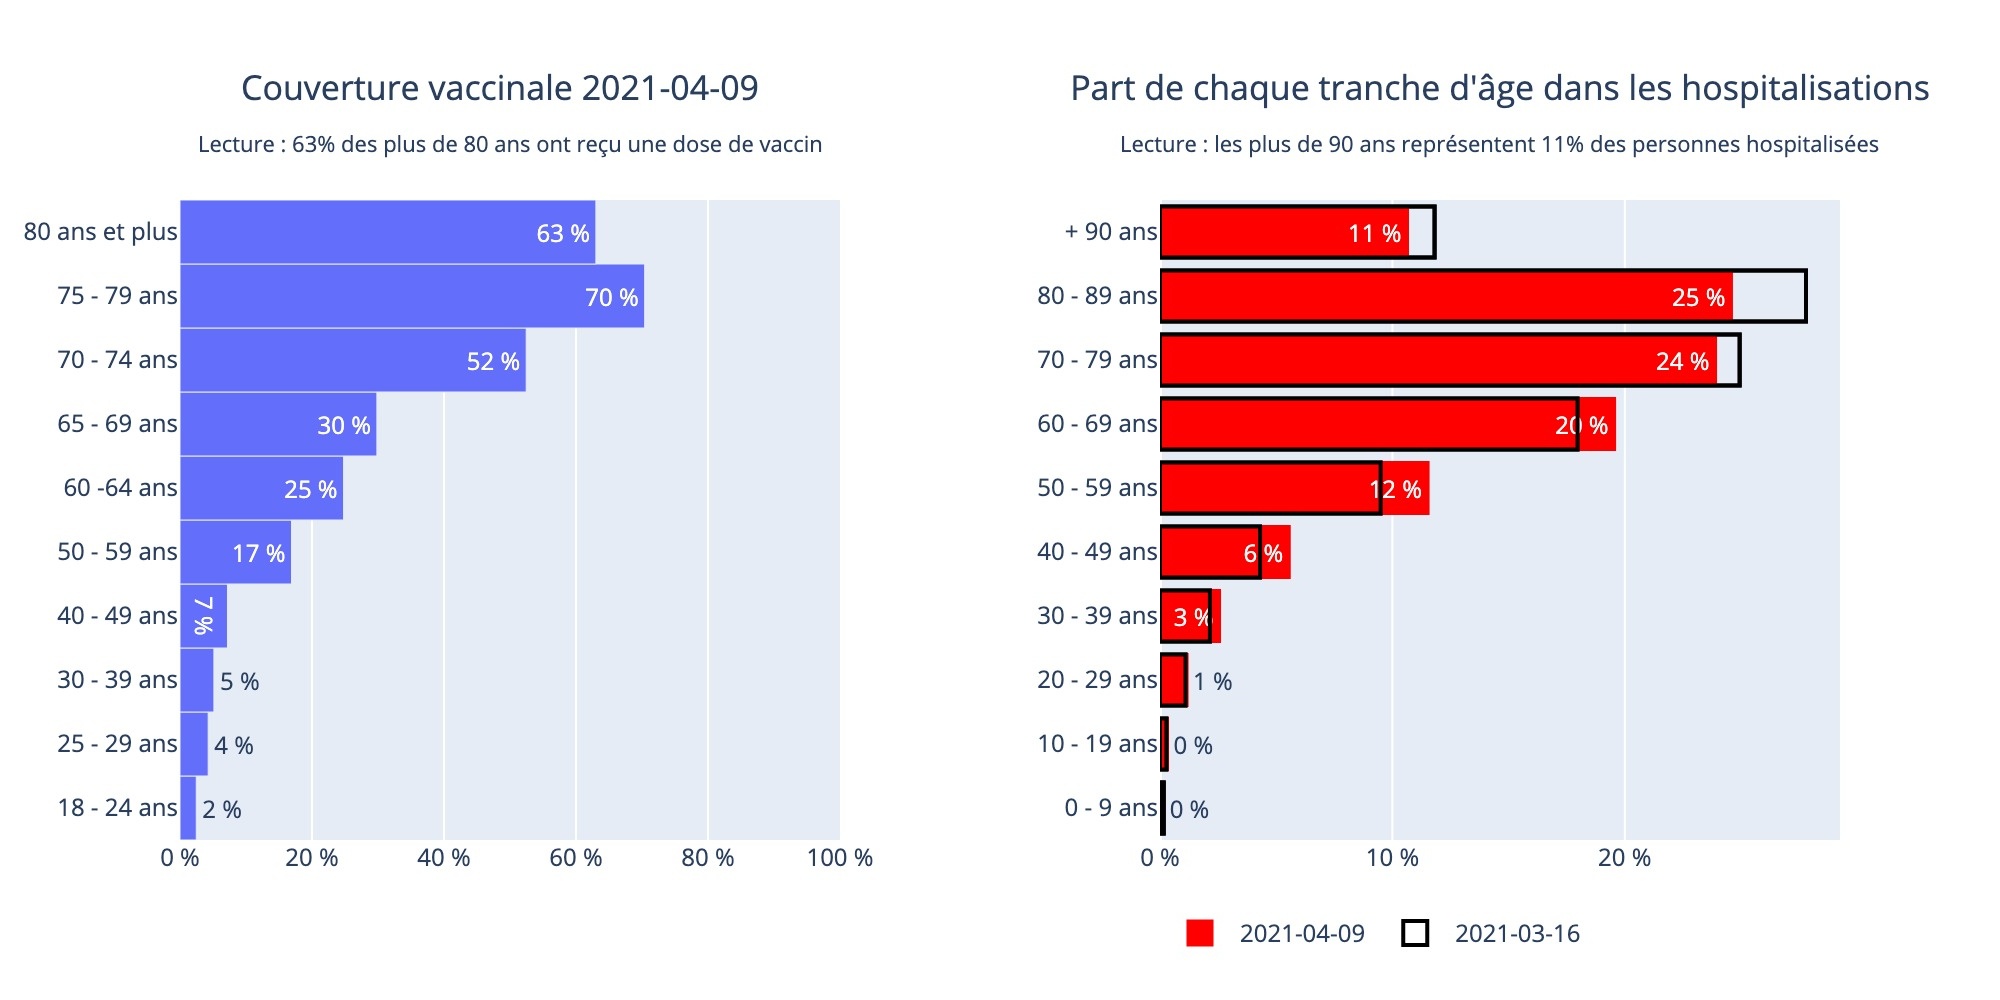 Couverture vaccinale 2021-04-09
Lecture : 63% des plus de 80 ans ont reçu une dose de vaccin
80 ans et plus 63 %
75 - 79 ans 70 %
70 - 74 ans 52 %
65 - 69 ans 30 %
60 -64 ans 25 %
50 - 59 ans 17 %
40 - 49 ans 7 %
30 - 39 ans 5 %
25 - 29 ans 4 %
18 - 24 ans 2 %
0 % 20 % 40 % 60 % 80 % 100 %
Part de chaque tranche d'âge dans les hospitalisations
Lecture : les plus de 90 ans représentent 11% des personnes hospitalisées
+ 90 ans 11 %
80 - 89 ans 25 %
70 - 79 ans 24 %
60 - 69 ans 20 %
50 - 59 ans 12 %
40 - 49 ans 6 %
30 - 39 ans 3 %
20 - 29 ans 1 %
10 - 19 ans 0 %
0 - 9 ans 0 %
0 % 10 % 20 %
2021-04-09 2021-03-16